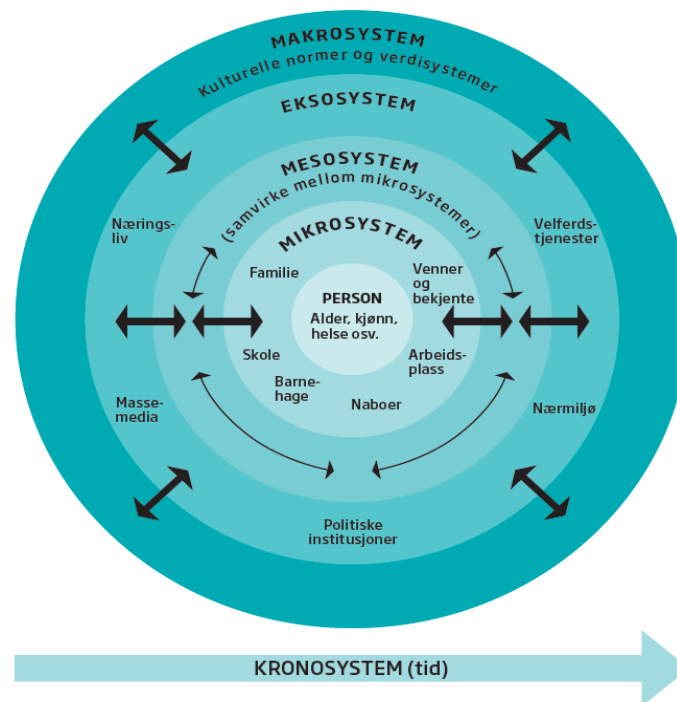 MAKROSYSTEM
Kulturelle normer og verdisystemer
EKSOSYSTEM
MESOSYSTEM
(samvirke mellom mikrosystemer)
MIKROSYSTEM
Nærings-
liv
Velferds-
tjenester
Familie
Venner
og
bekjente
PERSON
Alder, kjønn,
helse osv.
Skole
Arbeids-
plass
Barne-
hage
Naboer
Masse-
media
Nærmiljø
Politiske
institusjoner
KRONOSYSTEM (tid)